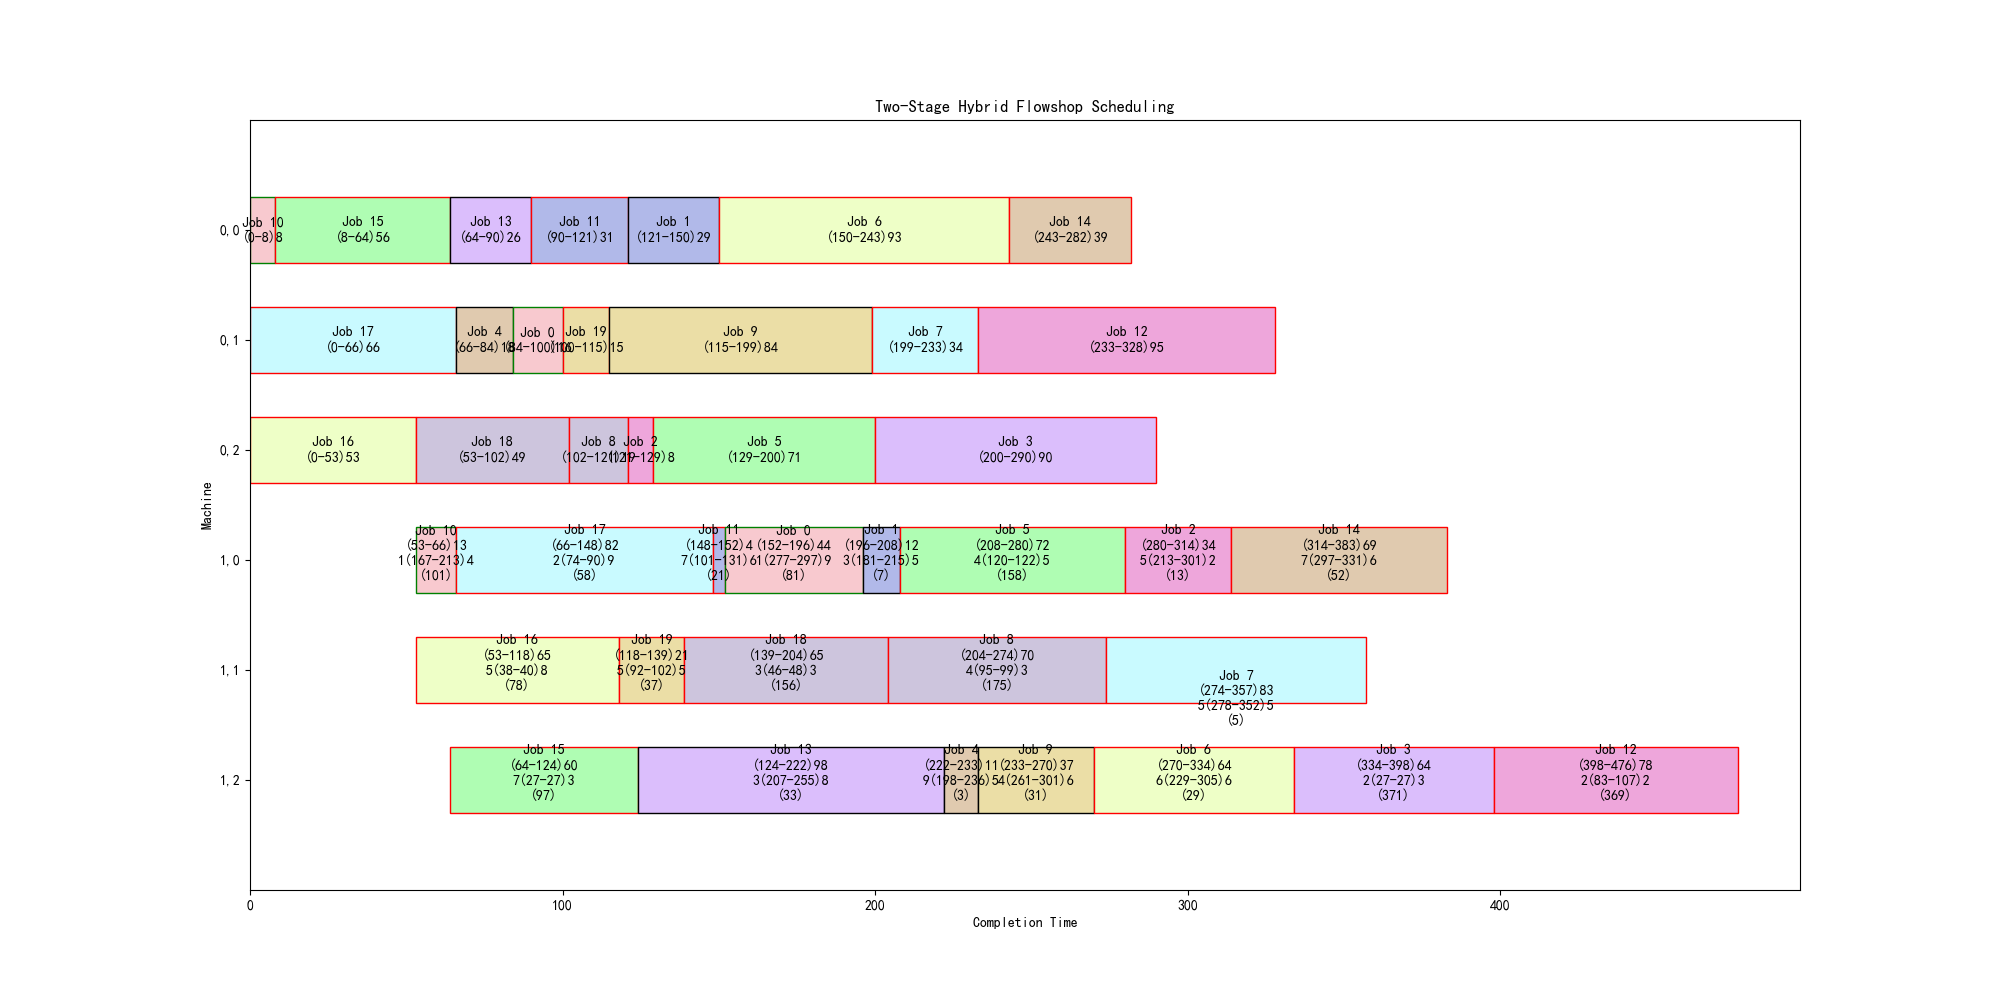 Two-Stage Hybrid Flowshop Scheduling
0,0
Job 10
(0-8)8
Job 15
(8-64)56
Job 13
(64-90)26
Job 11
(90-121)31
Job 1
(121-150)29
Job 6
(150-243)93
Job 14
(243-282)39
0,1
Job 17
(0-66)66
Job 4
(66-84)18
Job 0
(84-100)16
Job 19
(100-115)15
Job 9
(115-199)84
Job 7
(199-233)34
Job 12
(233-328)95
0,2
Job 16
(0-53)53
Job 18
(53-102)49
Job 8
(102-121)19
Job 2
(121-129)8
Job 5
(129-200)71
Job 3
(200-290)90
1,0
Job 10
(53-66)13
1(167-213)4
(101)
Job 17
(66-148)82
2(74-90)9
(58)
Job 11
(148-152)4
7(101-131)6
(21)
Job 0
(152-196)44
1(277-297)9
(81)
Job 1
(196-208)12
3(181-215)5
(7)
Job 5
(208-280)72
4(120-122)5
(158)
Job 2
(280-314)34
5(213-301)2
(13)
Job 14
(314-383)69
7(297-331)6
(52)
1,1
Job 16
(53-118)65
5(38-40)8
(78)
Job 19
(118-139)21
5(92-102)5
(37)
Job 18
(139-204)65
3(46-48)3
(156)
Job 8
(204-274)70
4(95-99)3
(175)
Job 7
(274-357)83
5(278-352)5
(5)
1,2
Job 15
(64-124)60
7(27-27)3
(97)
Job 13
(124-222)98
3(207-255)8
(33)
Job 4
(222-233)11
9(198-236)5
(3)
Job 9
(233-270)37
4(261-301)6
(31)
Job 6
(270-334)64
6(229-305)6
(29)
Job 3
(334-398)64
2(27-27)3
(371)
Job 12
(398-476)78
2(83-107)2
(369)
Machine
0
100
200
300
400
Completion Time